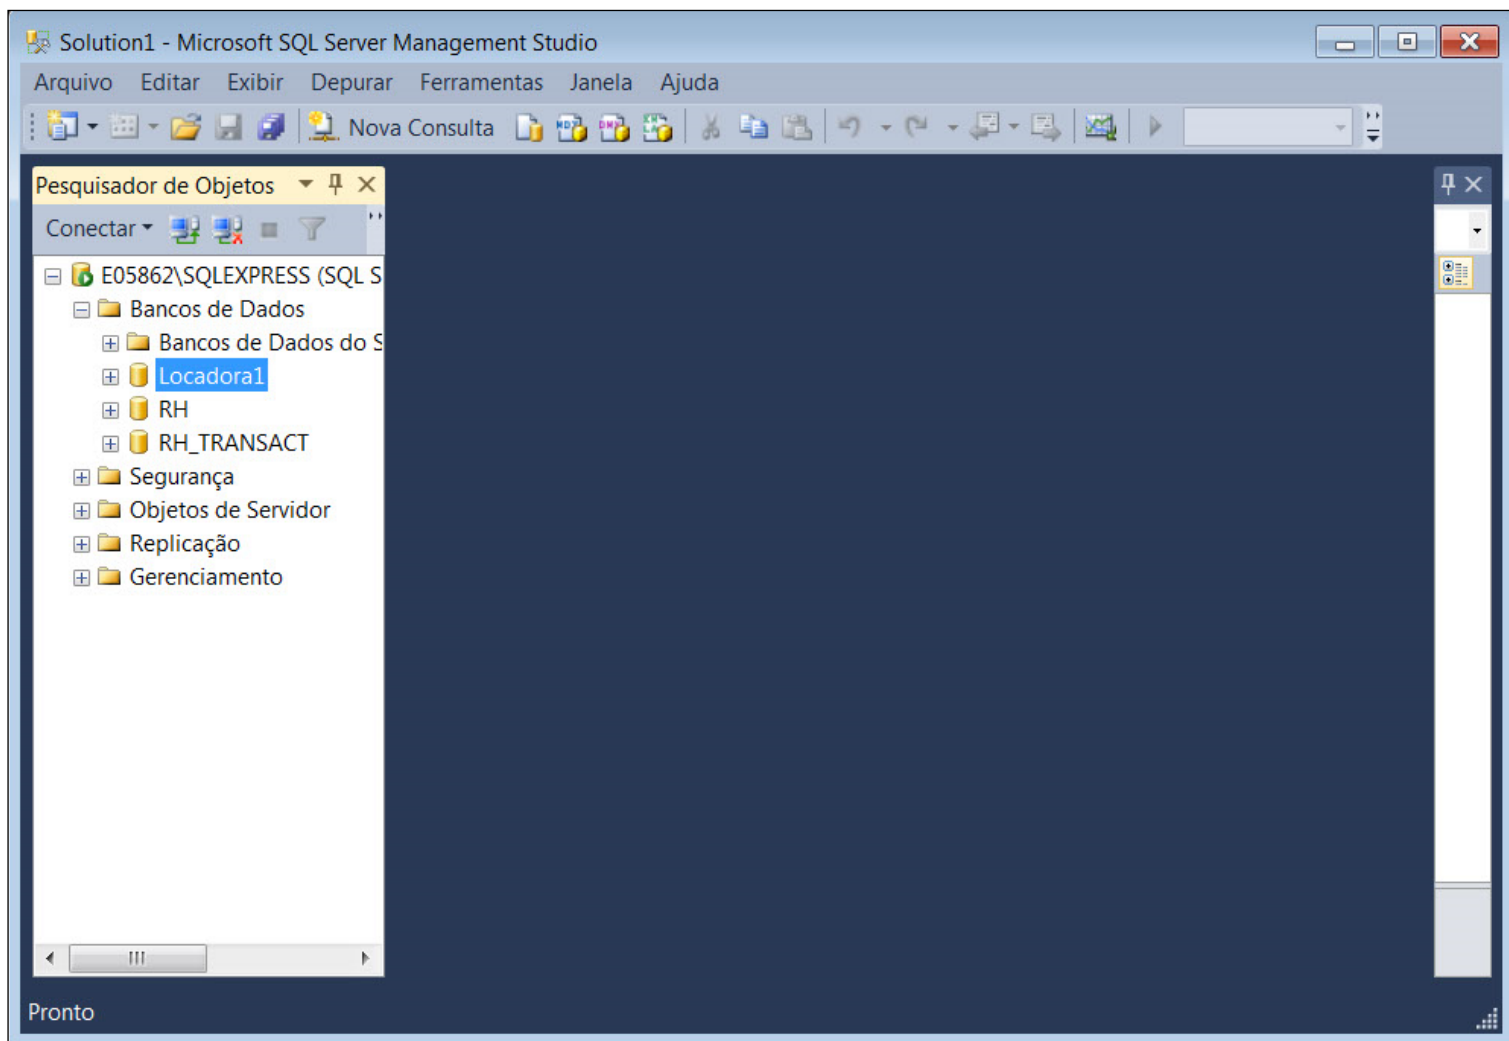 Solution1 - Microsoft SQL Server Management Studio
Arquivo Editar Exibir Depurar Ferramentas Janela Ajuda
Nova Consulta
Pesquisador de Objetos
Conectar
E05862\SQLEXPRESS (SQL S
Bancos de Dados
Bancos de Dados do S
Locadora1
RH
RH_TRANSACT
Segurança
Objetos de Servidor
Replicação
Gerenciamento
Pronto